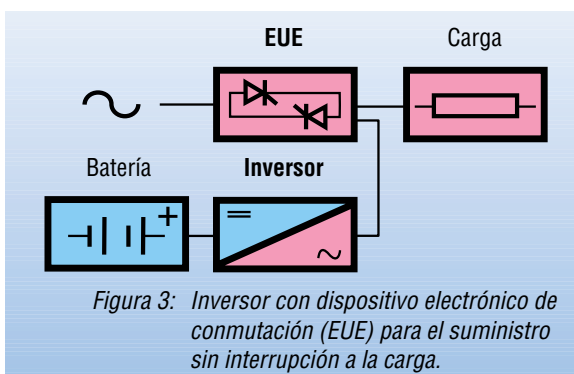 EUE
Carga
Batería
Inversor
Figura 3: Inversor con dispositivo electrónico de
conmutación (EUE) para el suministro
sin interrupción a la carga.